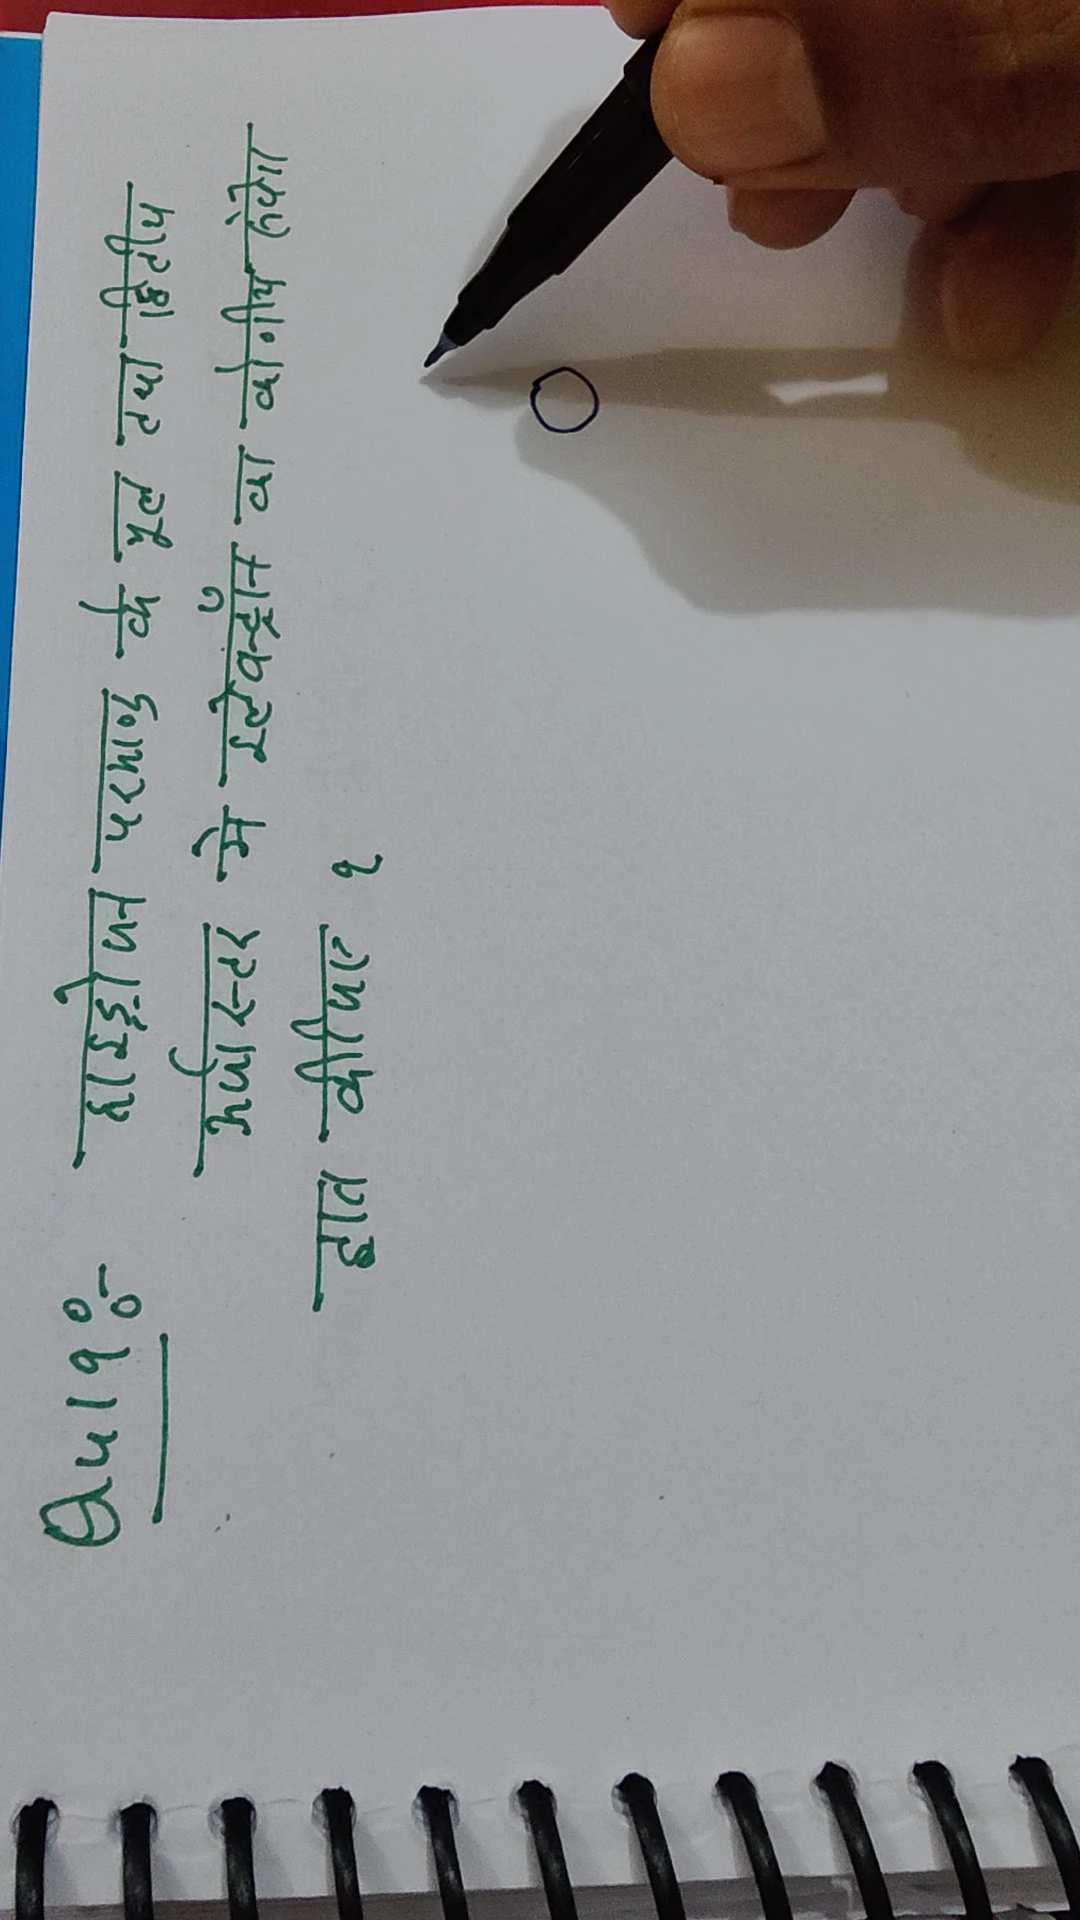 Qu19:-
हाइड्रोजन परमाणु के मूल तथा द्वितीय
ऊर्जास्तर मे इलेक्ट्रॉन का कोणीय संवेग
ज्ञात कीजिए ?